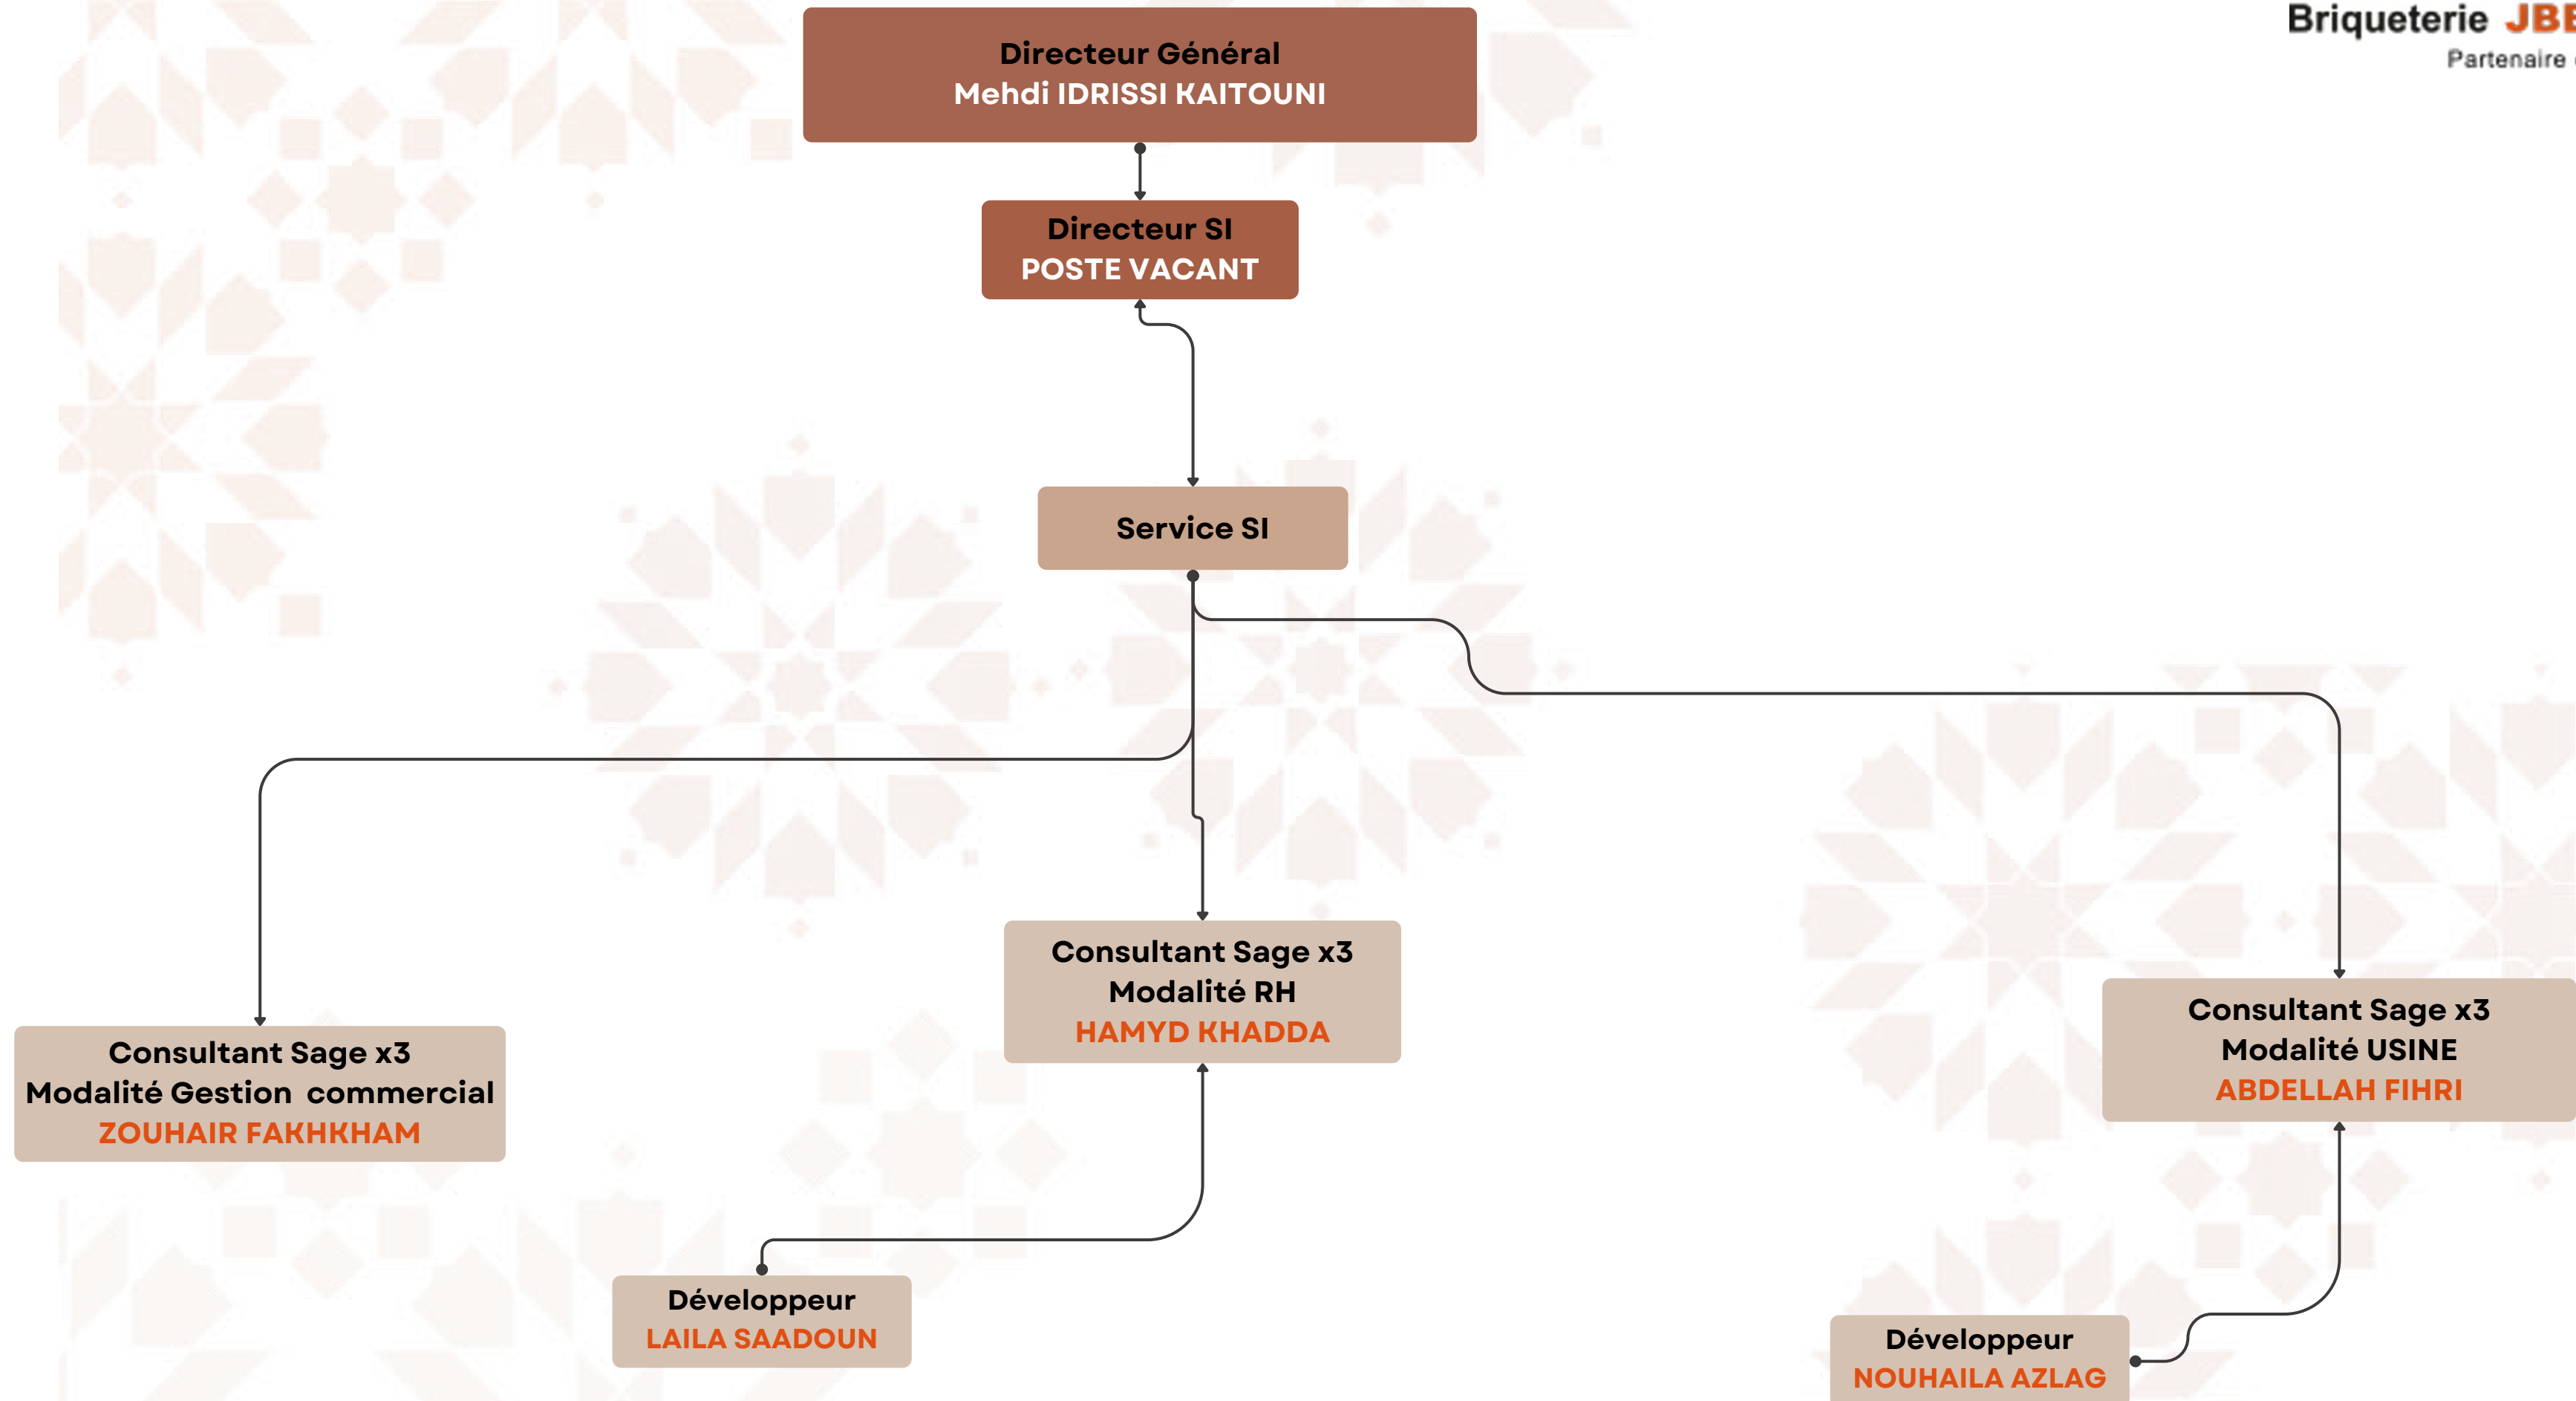 Briqueterie
Partenaire
Directeur Général
Mehdi IDRISSI KAITOUNI
Directeur SI
POSTE VACANT
Service SI
Consultant Sage x3
Modalité RH
HAMYD KHADDA
Consultant Sage x3
Modalité USINE
ABDELLAH FIHRI
Consultant Sage x3
Modalité Gestion commercial
ZOUHAIR FAKHKHAM
Développeur
LAILA SAADOUN
Développeur
NOUHAILA AZLAG